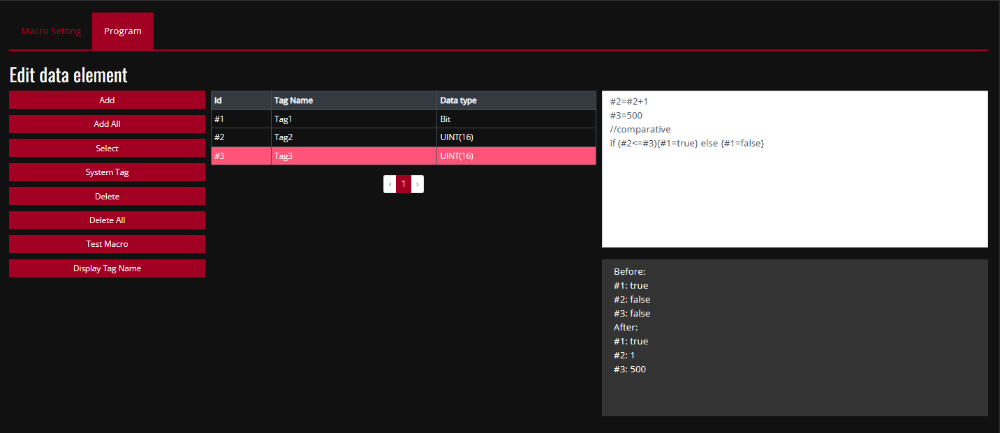 Macro Setting Program
Edit data element
Add
Add All
Select
System Tag
Delete
Delete All
Test Macro
Display Tag Name
Id Tag Name Data type
#1 Tag1 Bit
#2 Tag2 UINT(16)
#3 Tag3 UINT(16)
‹ 1 ›
#2=#2+1
#3=500
//comparative
if (#2<=#3){#1=true} else {#1=false}
Before:
#1: true
#2: false
#3: false
After:
#1: true
#2: 1
#3: 500